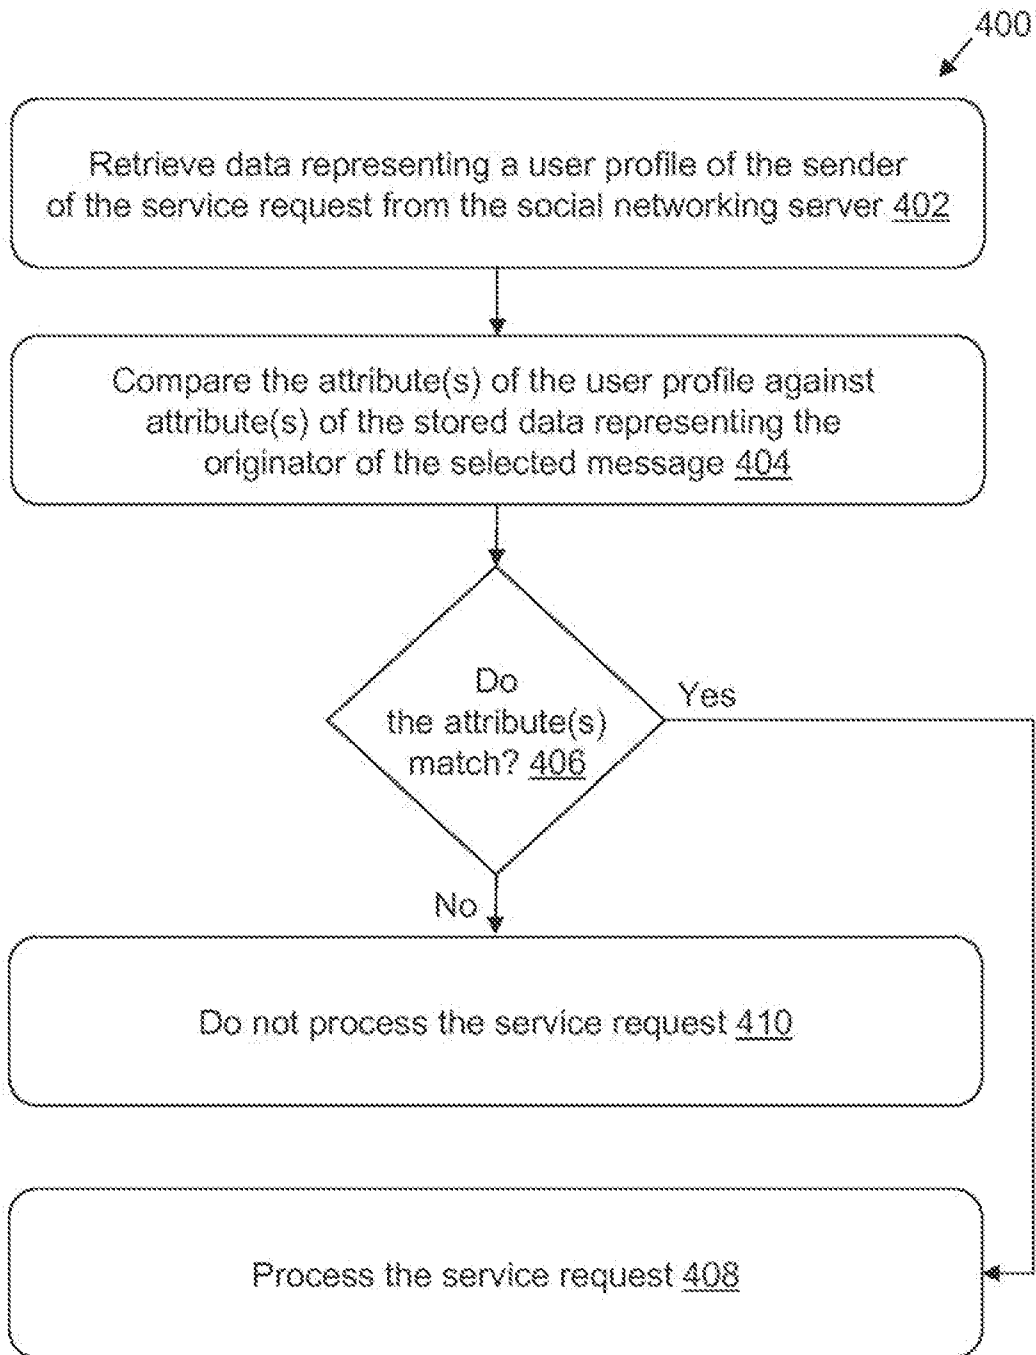 400
Retrieve data representing a user profile of the sender
of the service request from the social networking server 402
Compare the attribute(s) of the user profile against
attribute(s) of the stored data representing the
originator of the selected message 404
Do
the attribute(s)
match? 406
Yes
No
Do not process the service request 410
Process the service request 408